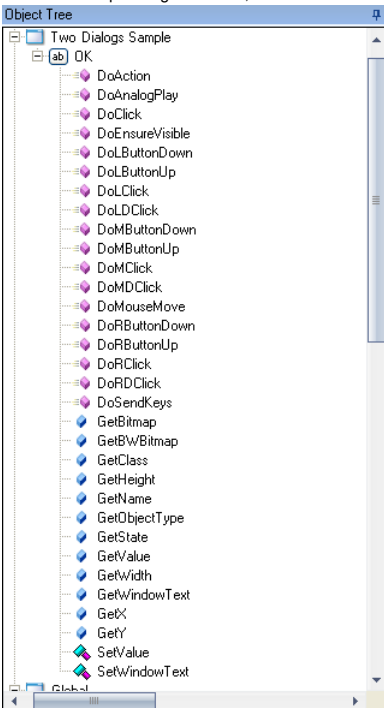 Object Tree
Two Dialogs Sample
ab OK
DoAction
DoAnalogPlay
DoClick
DoEnsureVisible
DoLButtonDown
DoLButtonUp
DoLClick
DoLDClick
DoMButtonDown
DoMButtonUp
DoMClick
DoMDClick
DoMouseMove
DoRButtonDown
DoRButtonUp
DoRClick
DoRDClick
DoSendKeys
GetBitmap
GetBWBitmap
GetClass
GetHeight
GetName
GetObjectType
GetState
GetValue
GetWidth
GetWindowText
GetX
GetY
SetValue
SetWindowText
Global